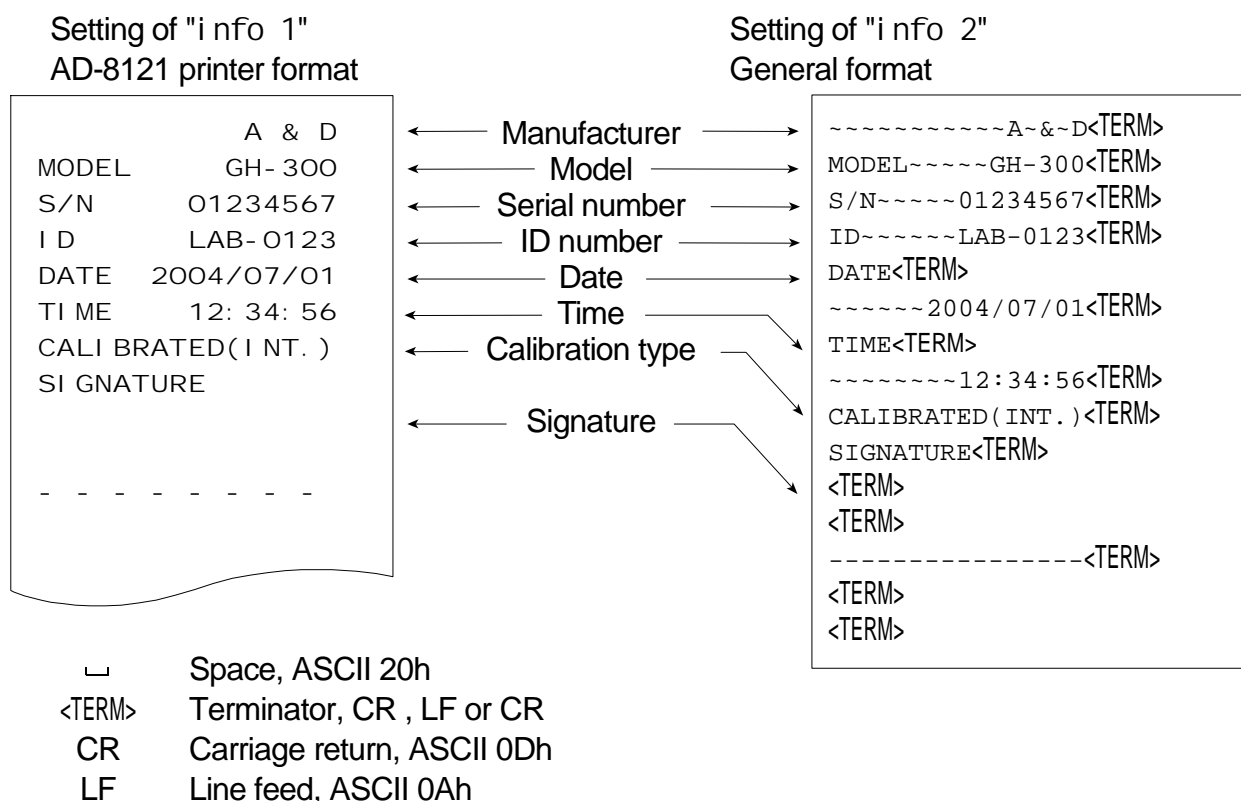 Setting of "info 1"
AD-8121 printer format
A & D
MODEL GH-300
S/N 01234567
ID LAB-0123
DATE 2004/07/01
TIME 12:34:56
CALIBRATED(INT.)
SIGNATURE
- - - - - - - -
Manufacturer
Model
Serial number
ID number
Date
Time
Calibration type
Signature
Setting of "info 2"
General format
~~~~~~~~~~~A~&~D<TERM>
MODEL~~~~~GH-300<TERM>
S/N~~~~~01234567<TERM>
ID~~~~~~LAB-0123<TERM>
DATE<TERM>
~~~~~~2004/07/01<TERM>
TIME<TERM>
~~~~~~~~12:34:56<TERM>
CALIBRATED(INT.)<TERM>
SIGNATURE<TERM>
<TERM>
<TERM>
----------------<TERM>
<TERM>
<TERM>
␣ Space, ASCII 20h
<TERM> Terminator, CR , LF or CR
CR Carriage return, ASCII 0Dh
LF Line feed, ASCII 0Ah